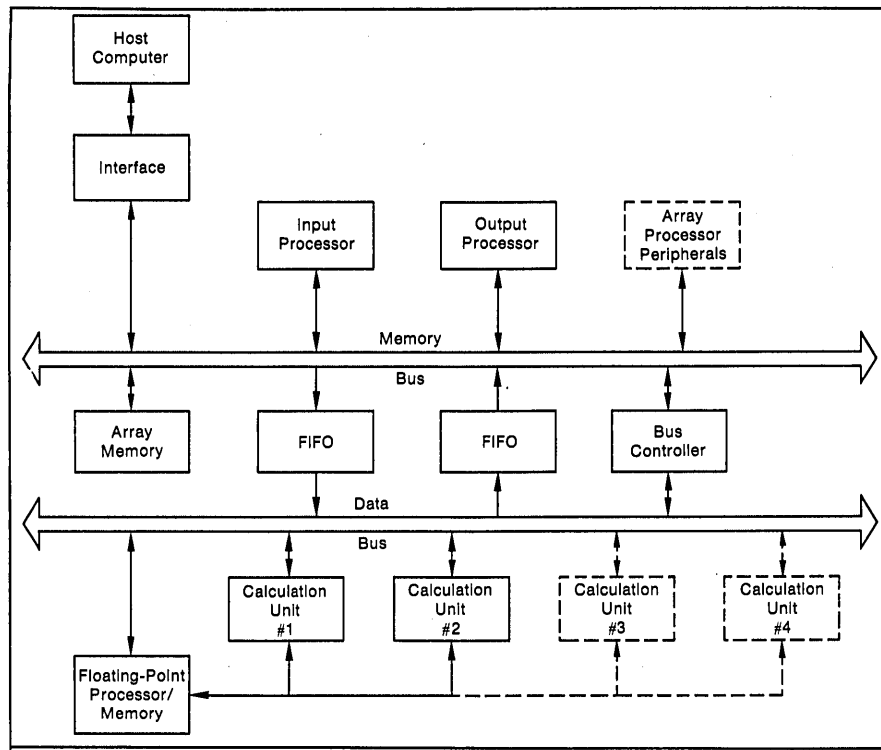 Host
Computer
Interface
Input
Processor
Output
Processor
Array
Processor
Peripherals
Memory
Bus
Array
Memory
FIFO
FIFO
Bus
Controller
Data
Bus
Calculation
Unit
#1
Calculation
Unit
#2
Calculation
Unit
#3
Calculation
Unit
#4
Floating-Point
Processor/
Memory